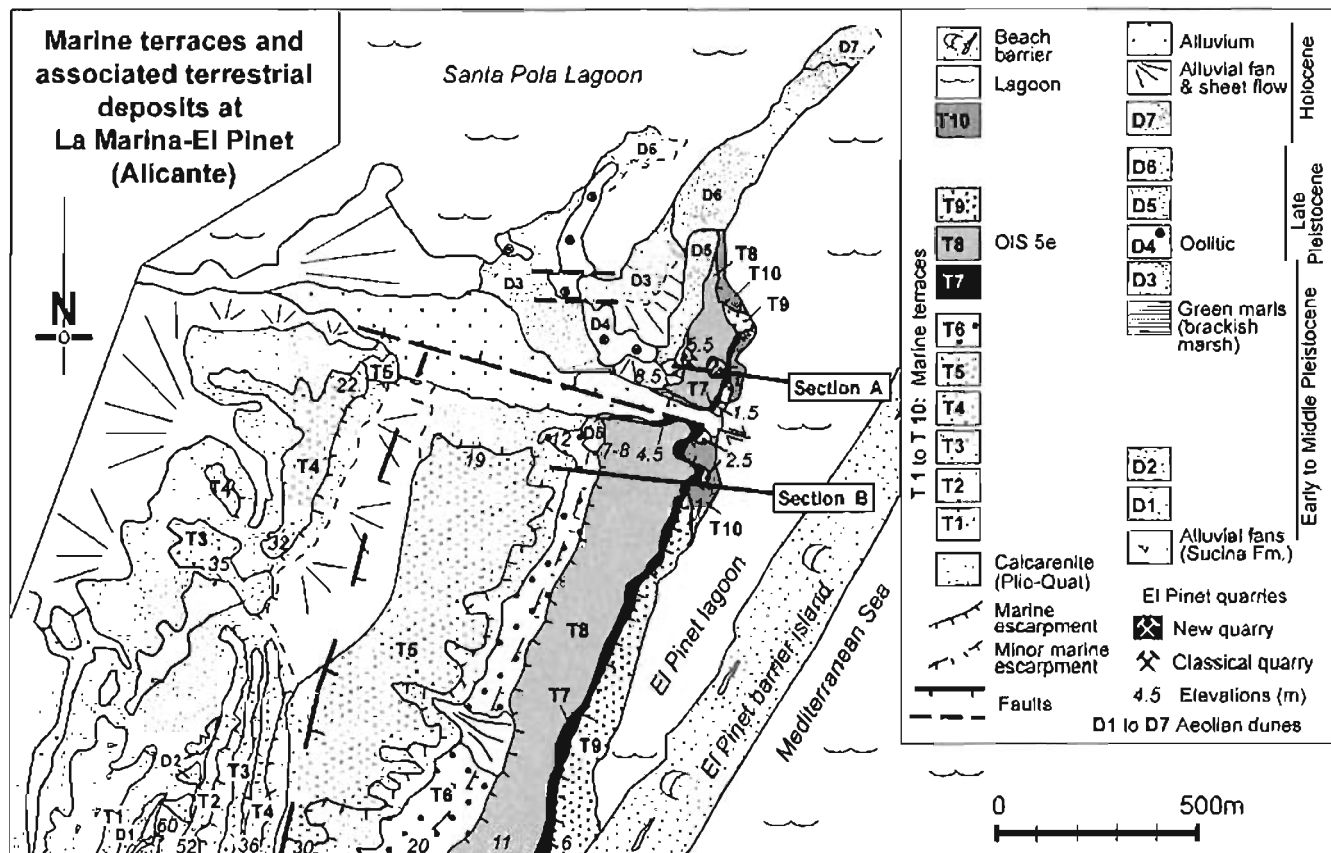 Marine terraces and
associated terrestrial
deposits at
La Marina-El Pinet
(Alicante)
Santa Pola Lagoon
D7
D6
D6
D5
T8
T10
T9
D3
D3
D4
5.5
8.5
T7
Section A
1.5
N
22
T5
T4
12
D5
7-8
4.5
2.5
19
Section B
T10
T4
T3
32
35
T8
T5
El Pinet lagoon
El Pinet barrier island
Mediterranean Sea
T7
T9
D2
T3
T2
T4
T6
T1
D1
60
52
36
30
20
11
6
Beach
barrier
Lagoon
T10
T9
T8
OIS 5e
T7
T6
T5
T4
T3
T2
T1
T 1 to T 10: Marine terraces
Calcarenite
(Plio-Quat)
Marine
escarpment
Minor marine
escarpment
Faults
Alluvium
Alluvial fan
& sheet flow
D7
Holocene
D6
D5
D4
Oolitic
Late
Pleistocene
D3
Green marls
(brackish
marsh)
D2
D1
Alluvial fans
(Sucina Fm.)
Early to Middle Pleistocene
El Pinet quarries
New quarry
Classical quarry
4.5 Elevations (m)
D1 to D7 Aeolian dunes
0 500m